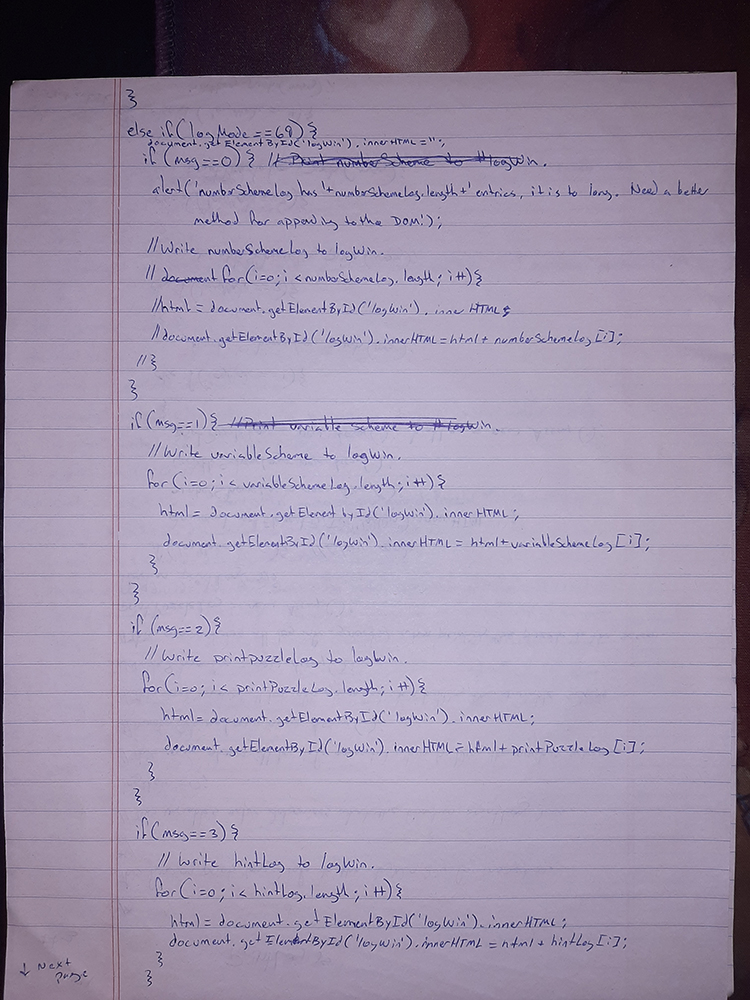 }
else if(logMode==69){
document.getElementById('logWin').innerHTML='';
if(msg==0){ // Print numberScheme to #logWin.
alert('numberSchemeLog has '+numberSchemeLog.length+' entries, it is to long. Need a better
method for appending to the DOM!');
//Write numberSchemeLog to logWin.
// document for(i=0;i<numberSchemeLog.length;i++){
//html = document.getElementById('logWin').innerHTML;
//document.getElementById('logWin').innerHTML=html+numberSchemeLog[i];
//}
}
if(msg==1){ //Print variable scheme to #logWin.
//Write variableScheme to logWin.
for(i=0;i<variableSchemeLog.length;i++){
html= document.getElementById('logWin').innerHTML;
document.getElementById('logWin').innerHTML = html+variableSchemeLog[i];
}
}
if(msg==2){
// Write printpuzzleLog to logwin.
for(i=0;i<printPuzzleLog.length;i++){
html= document.getElementById('logWin').innerHTML;
document.getElementById('logWin').innerHTML=html+printPuzzleLog[i];
}
}
if(msg==3){
// Write hintLog to logWin.
for(i=0;i<hintLog.length;i++){
html=document.getElementById('logWin').innerHTML;
document.getElementById('logWin').innerHTML=html+hintLog[i];
}
}
↓ Next
Page